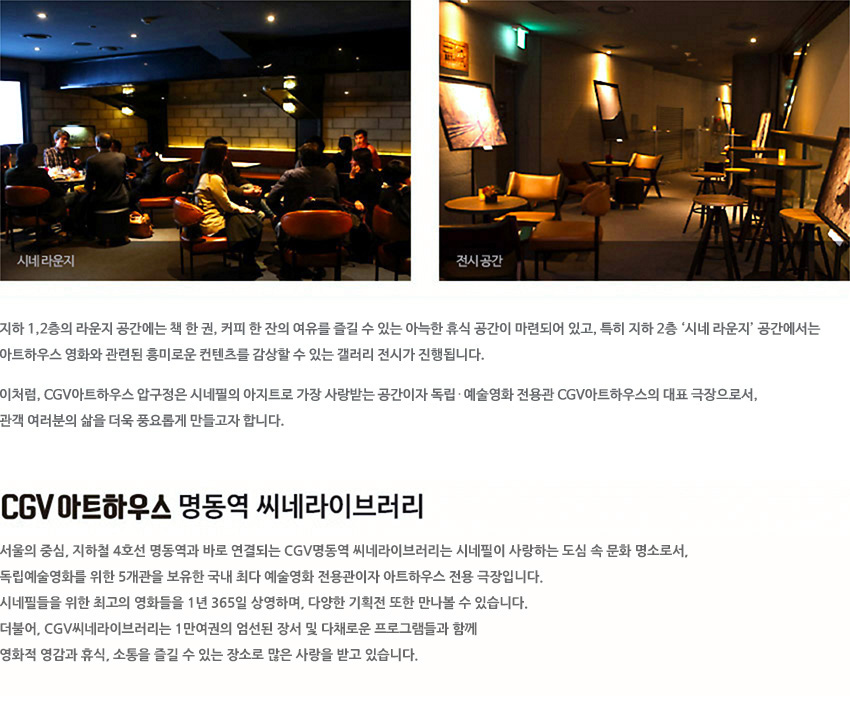 시네 라운지
전시 공간
지하 1,2층의 라운지 공간에는 책 한 권, 커피 한 잔의 여유를 즐길 수 있는 아늑한 휴식 공간이 마련되어 있고, 특히 지하 2층 ‘시네 라운지’ 공간에서는
아트하우스 영화와 관련된 흥미로운 컨텐츠를 감상할 수 있는 갤러리 전시가 진행됩니다.
이처럼, CGV아트하우스 압구정은 시네필의 아지트로 가장 사랑받는 공간이자 독립·예술영화 전용관 CGV아트하우스의 대표 극장으로서,
관객 여러분의 삶을 더욱 풍요롭게 만들고자 합니다.
CGV아트하우스 명동역 씨네라이브러리
서울의 중심, 지하철 4호선 명동역과 바로 연결되는 CGV명동역 씨네라이브러리는 시네필이 사랑하는 도심 속 문화 명소로서,
독립예술영화를 위한 5개관을 보유한 국내 최다 예술영화 전용관이자 아트하우스 전용 극장입니다.
시네필들을 위한 최고의 영화들을 1년 365일 상영하며, 다양한 기획전 또한 만나볼 수 있습니다.
더불어, CGV씨네라이브러리는 1만여권의 엄선된 장서 및 다채로운 프로그램들과 함께
영화적 영감과 휴식, 소통을 즐길 수 있는 장소로 많은 사랑을 받고 있습니다.